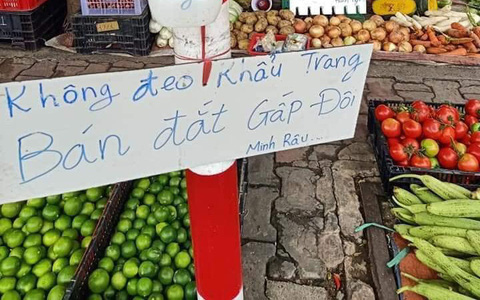 Không đeo Khẩu Trang
Bán đắt Gấp Đôi
Minh Râu...